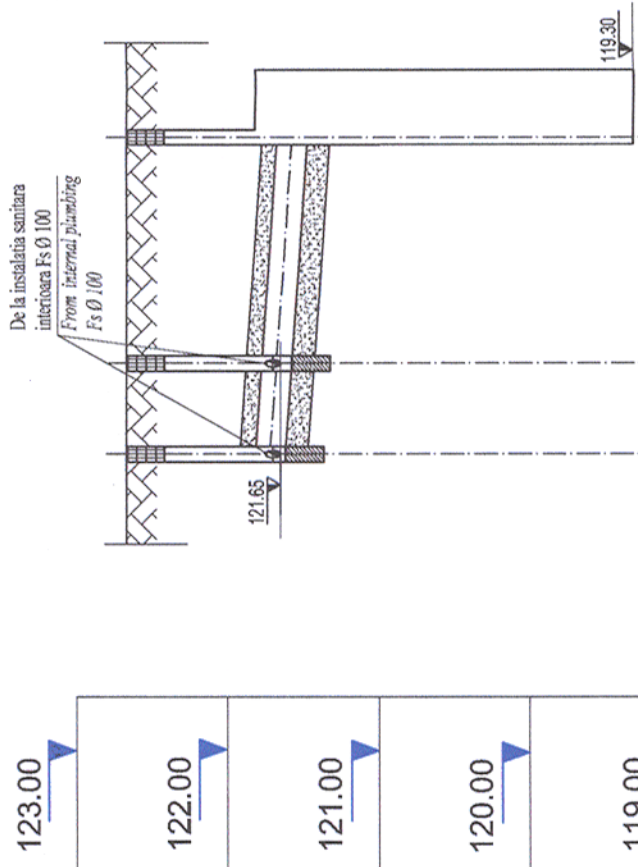 De la instalatia sanitara
interioara Fs Ø 100
From internal plumbing
Fs Ø 100
119.30
121.65
123.00
122.00
121.00
120.00
119.00